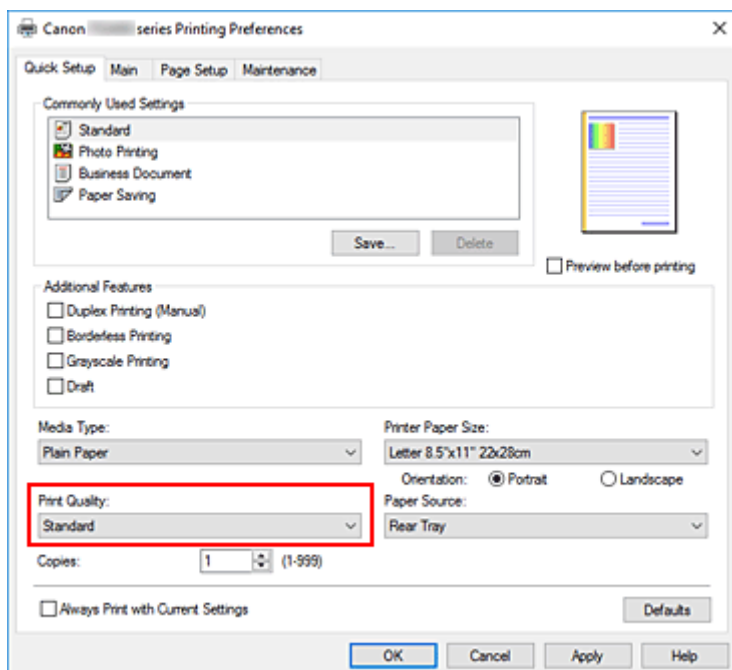 Canon series Printing Preferences
Quick Setup Main Page Setup Maintenance
Commonly Used Settings
Standard
Photo Printing
Business Document
Paper Saving
Save... Delete
Preview before printing
Additional Features
Duplex Printing (Manual)
Borderless Printing
Grayscale Printing
Draft
Media Type: Printer Paper Size:
Plain Paper Letter 8.5"x11" 22x28cm
Orientation: Portrait Landscape
Print Quality: Paper Source:
Standard Rear Tray
Copies: 1 (1-999)
Always Print with Current Settings Defaults
OK Cancel Apply Help